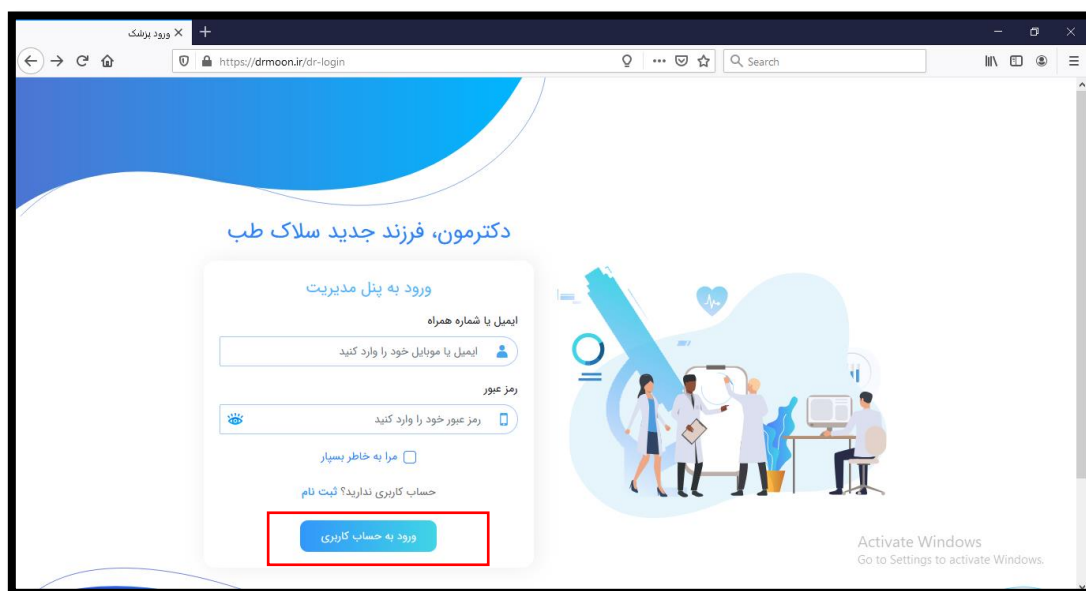 ورود پزشک
https://drmoon.ir/dr-login
Search
دکترمون، فرزند جدید سلاک طب
ورود به پنل مدیریت
ایمیل یا شماره همراه
ایمیل یا موبایل خود را وارد کنید
رمز عبور
رمز عبور خود را وارد کنید
مرا به خاطر بسپار
حساب کاربری ندارید؟ ثبت نام
ورود به حساب کاربری
Activate Windows
Go to Settings to activate Windows.